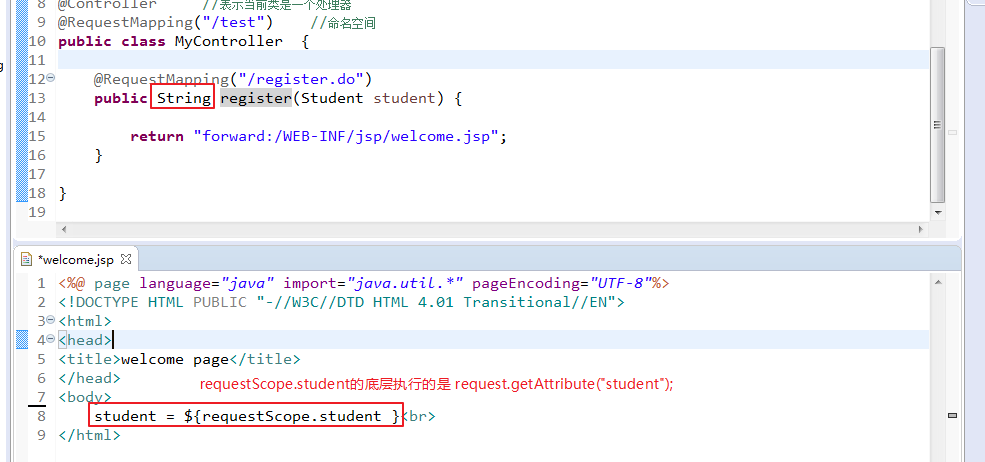 8 @Controller //表示当前类是一个处理器
9 @RequestMapping("/test") //命名空间
10 public class MyController {
11
12 @RequestMapping("/register.do")
13 public String register(Student student) {
14
15 return "forward:/WEB-INF/jsp/welcome.jsp";
16 }
17
18 }
19
*welcome.jsp
1 <%@ page language="java" import="java.util.*" pageEncoding="UTF-8"%>
2 <!DOCTYPE HTML PUBLIC "-//W3C//DTD HTML 4.01 Transitional//EN">
3 <html>
4 <head>
5 <title>welcome page</title>
6 </head>
requestScope.student的底层执行的是 request.getAttribute("student");
7 <body>
8 student = ${requestScope.student }<br>
9 </html>